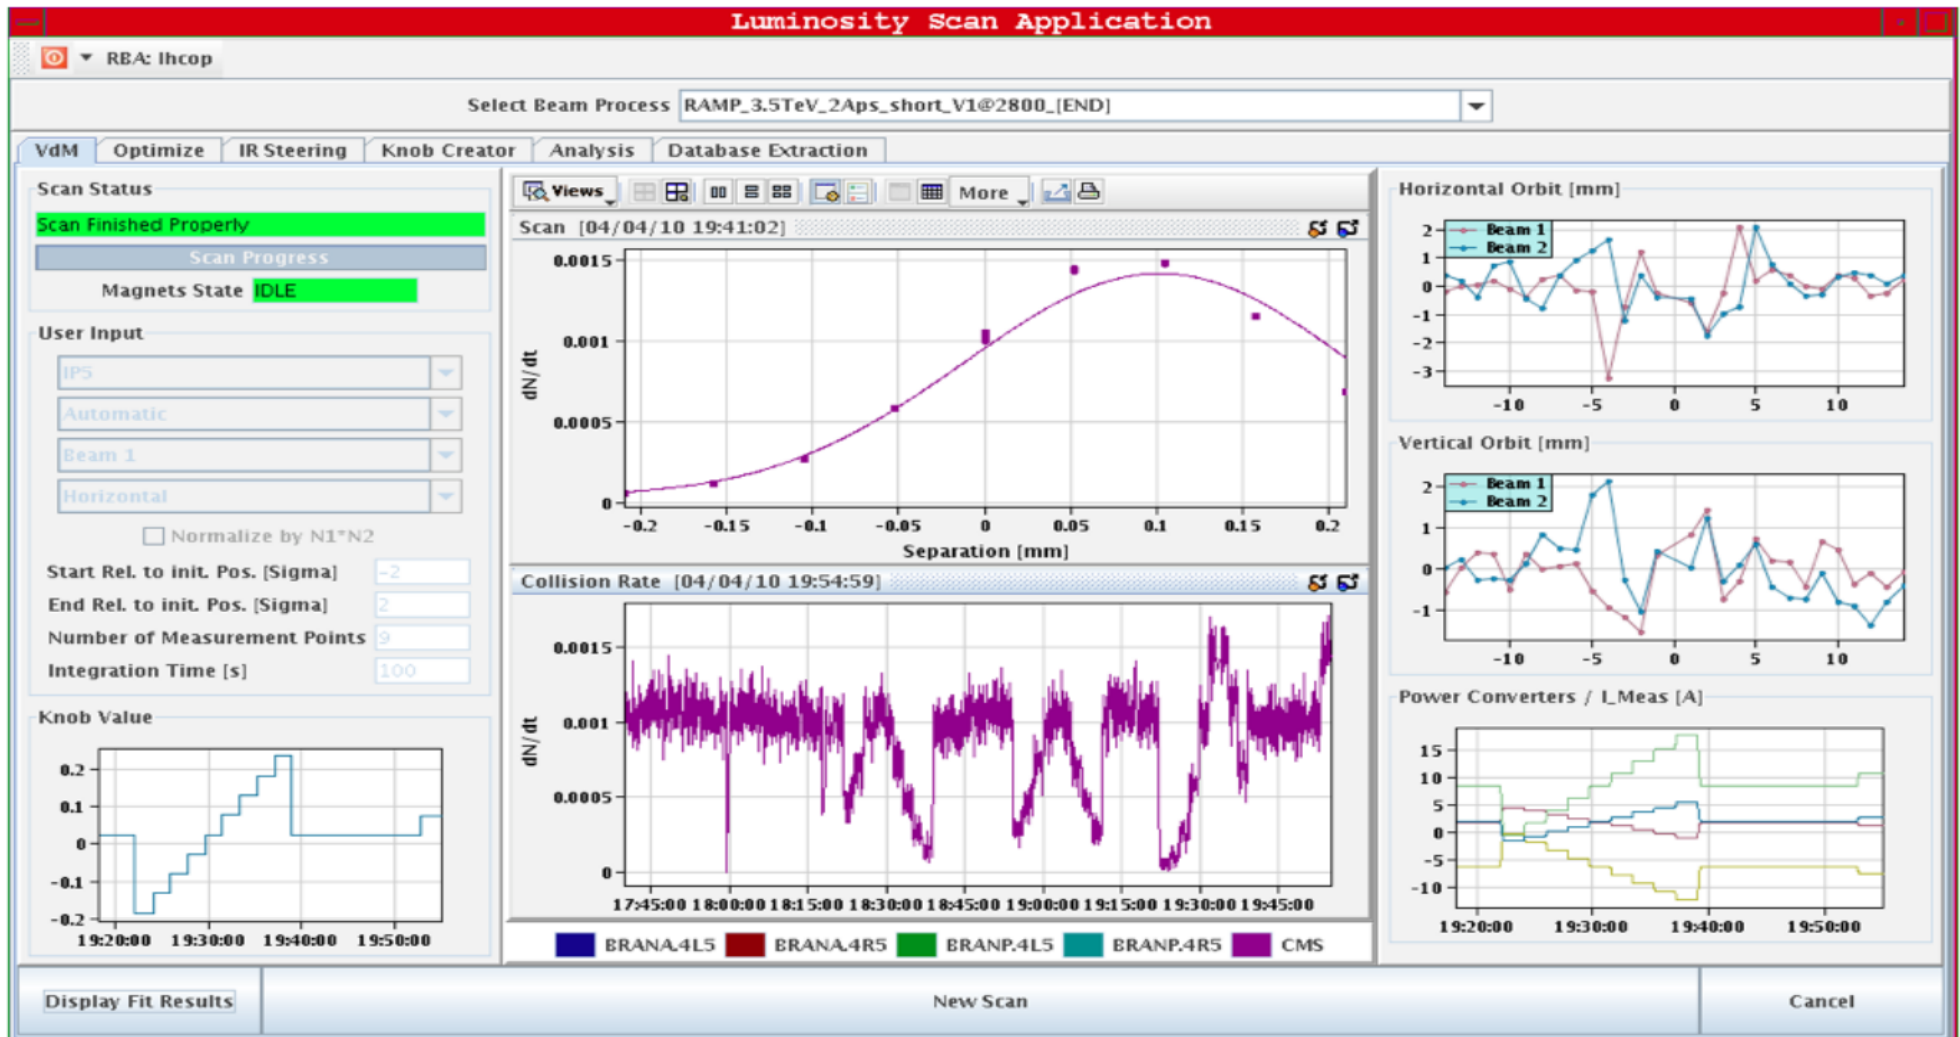 Luminosity Scan Application
RBA: lhcop
Select Beam Process RAMP_3.5TeV_2Aps_short_V1@2800_[END]
VdM Optimize IR Steering Knob Creator Analysis Database Extraction
Scan Status
Scan Finished Properly
Scan Progress
Magnets State IDLE
User Input
IP5
Automatic
Beam 1
Horizontal
Normalize by N1*N2
Start Rel. to init. Pos. [Sigma] -2
End Rel. to init. Pos. [Sigma] 2
Number of Measurement Points 9
Integration Time [s] 100
Knob Value
0.2
0.1
0
-0.1
-0.2
19:20:00 19:30:00 19:40:00 19:50:00
Views More
Scan [04/04/10 19:41:02]
0.0015
0.001
0.0005
0
dN/dt
-0.2 -0.15 -0.1 -0.05 0 0.05 0.1 0.15 0.2
Separation [mm]
Collision Rate [04/04/10 19:54:59]
0.0015
0.001
0.0005
0
dN/dt
17:45:00 18:00:00 18:15:00 18:30:00 18:45:00 19:00:00 19:15:00 19:30:00 19:45:00
BRANA.4L5 BRANA.4R5 BRANP.4L5 BRANP.4R5 CMS
Horizontal Orbit [mm]
Beam 1
Beam 2
2
1
0
-1
-2
-3
-10 -5 0 5 10
Vertical Orbit [mm]
Beam 1
Beam 2
2
1
0
-1
-10 -5 0 5 10
Power Converters / I_Meas [A]
15
10
5
0
-5
-10
19:20:00 19:30:00 19:40:00 19:50:00
Display Fit Results New Scan Cancel